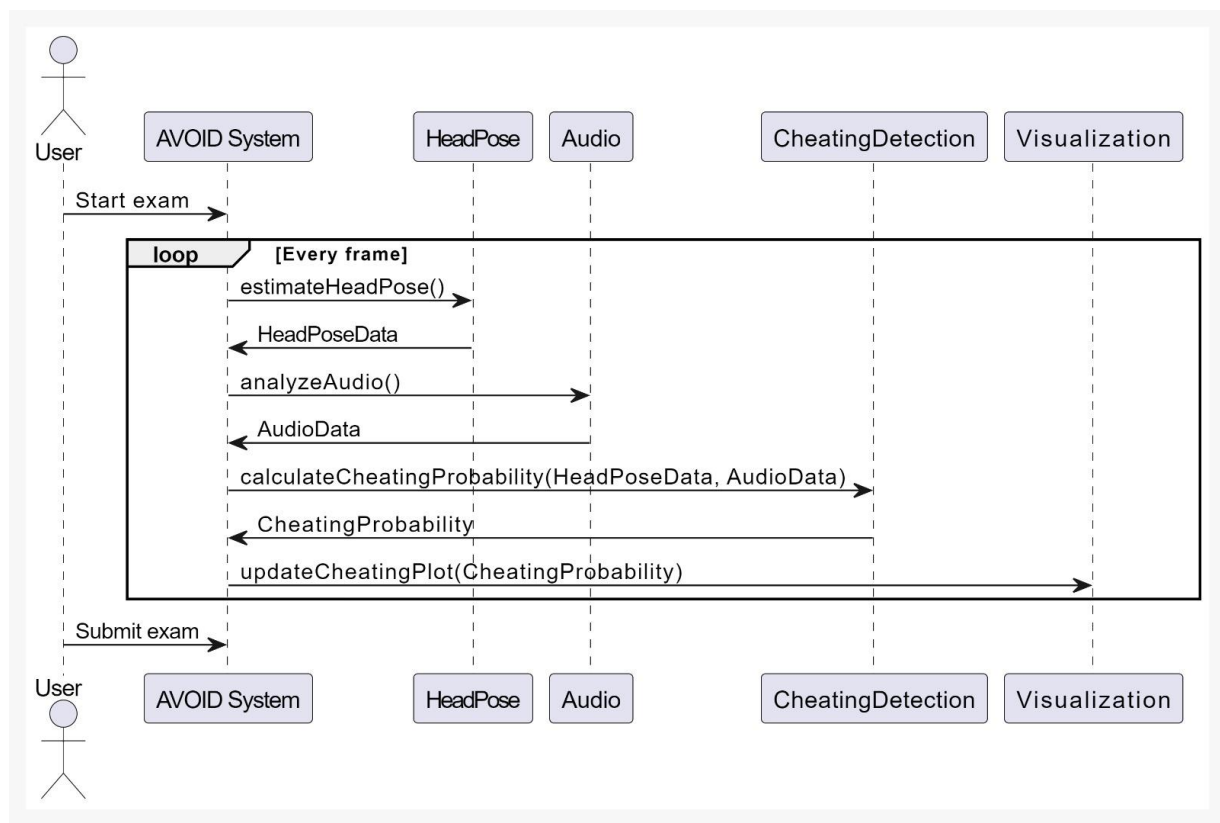 User
AVOID System
HeadPose
Audio
CheatingDetection
Visualization
Start exam
loop
[Every frame]
estimateHeadPose()
HeadPoseData
analyzeAudio()
AudioData
calculateCheatingProbability(HeadPoseData, AudioData)
CheatingProbability
updateCheatingPlot(CheatingProbability)
Submit exam
User
AVOID System
HeadPose
Audio
CheatingDetection
Visualization